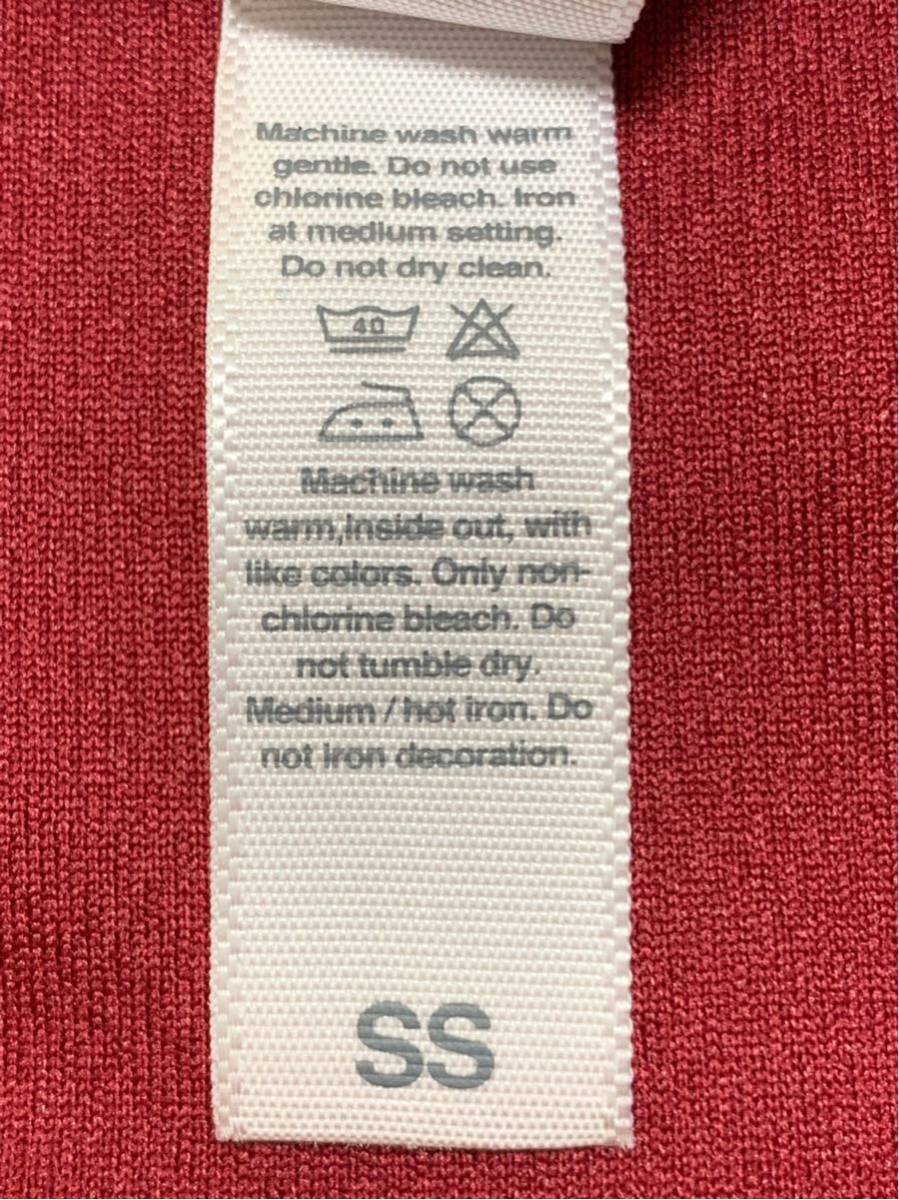 Machine wash warm
gentle. Do not use
chlorine bleach. Iron
at medium setting.
Do not dry clean.
40
Machine wash
warm,inside out, with
like colors. Only non-
chlorine bleach. Do
not tumble dry.
Medium / hot iron. Do
not iron decoration.
SS